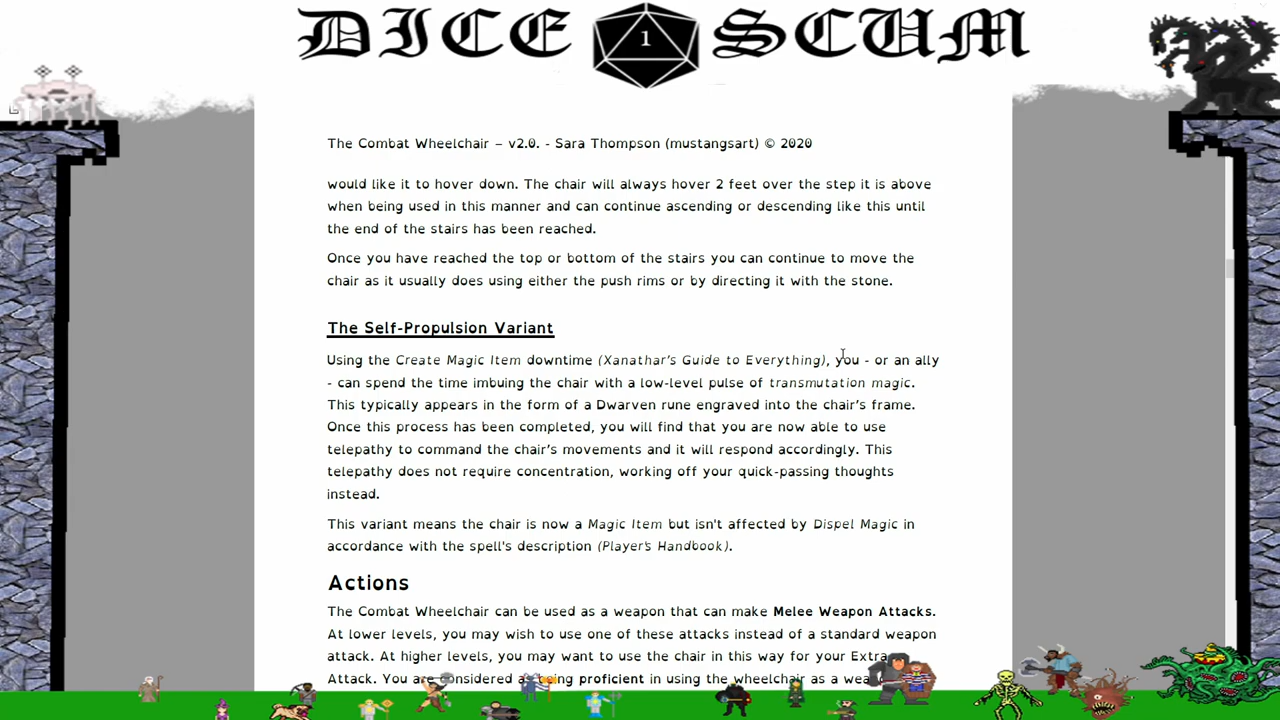 DICE 1 SCUM
The Combat Wheelchair – v2.0. - Sara Thompson (mustangsart) © 2020
would like it to hover down. The chair will always hover 2 feet over the step it is above
when being used in this manner and can continue ascending or descending like this until
the end of the stairs has been reached.
Once you have reached the top or bottom of the stairs you can continue to move the
chair as it usually does using either the push rims or by directing it with the stone.
The Self-Propulsion Variant
Using the Create Magic Item downtime (Xanathar's Guide to Everything), you - or an ally
- can spend the time imbuing the chair with a low-level pulse of transmutation magic.
This typically appears in the form of a Dwarven rune engraved into the chair's frame.
Once this process has been completed, you will find that you are now able to use
telepathy to command the chair's movements and it will respond accordingly. This
telepathy does not require concentration, working off your quick-passing thoughts
instead.
This variant means the chair is now a Magic Item but isn't affected by Dispel Magic in
accordance with the spell's description (Player's Handbook).
Actions
The Combat Wheelchair can be used as a weapon that can make Melee Weapon Attacks.
At lower levels, you may wish to use one of these attacks instead of a standard weapon
attack. At higher levels, you may want to use the chair in this way for your Extra
Attack. You are considered as being proficient in using the wheelchair as a